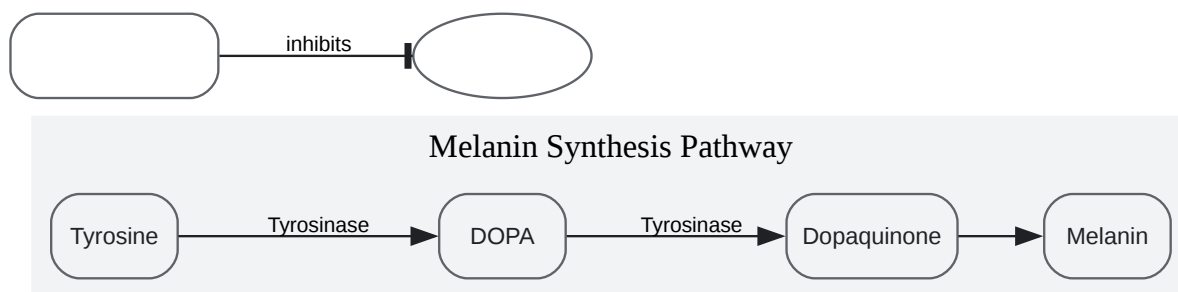 inhibits
Melanin Synthesis Pathway
Tyrosine
Tyrosinase
DOPA
Tyrosinase
Dopaquinone
Melanin